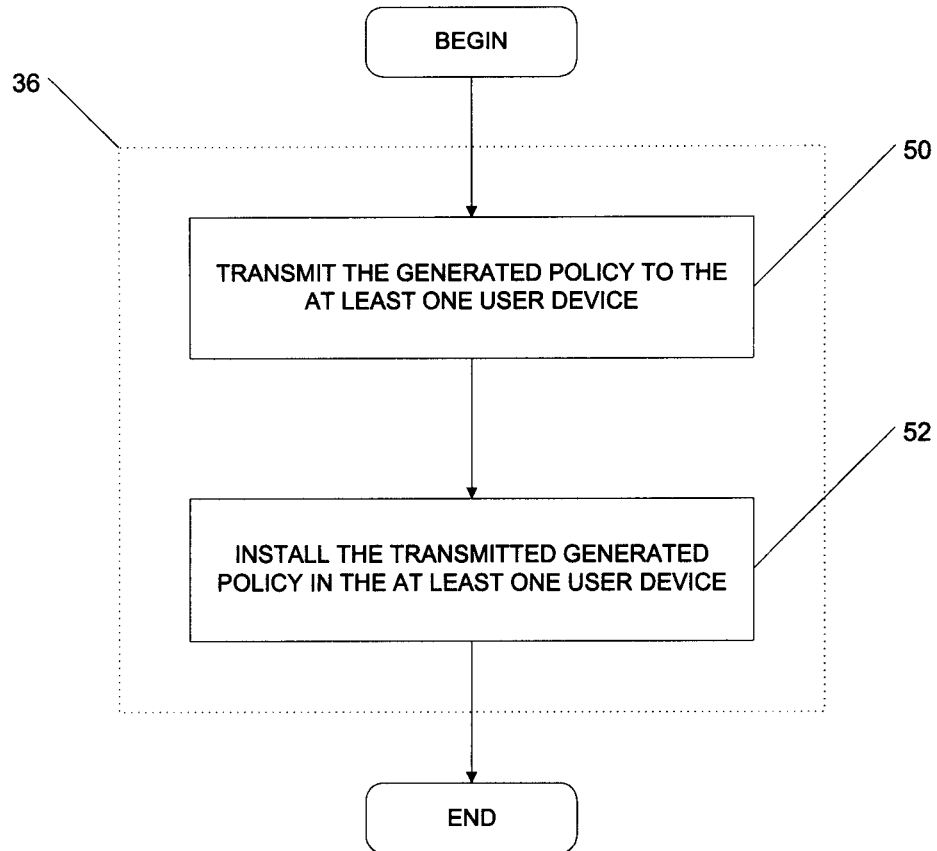 BEGIN
36
50
TRANSMIT THE GENERATED POLICY TO THE
AT LEAST ONE USER DEVICE
52
INSTALL THE TRANSMITTED GENERATED
POLICY IN THE AT LEAST ONE USER DEVICE
END